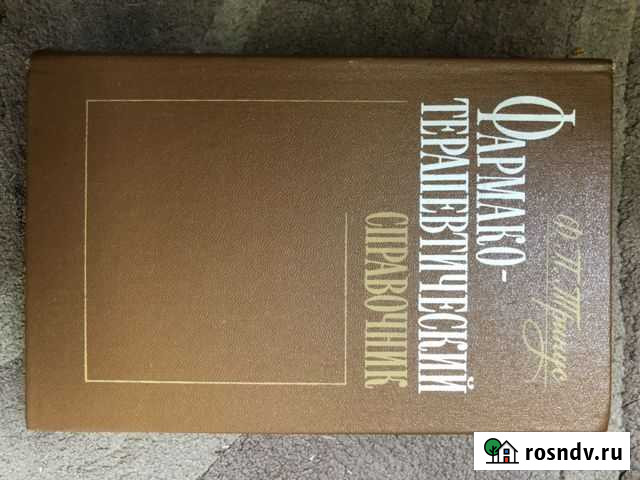 Ф. П. Тринус
ФАРМАКО-
ТЕРАПЕВТИЧЕСКИЙ
СПРАВОЧНИК
rosndv.ru